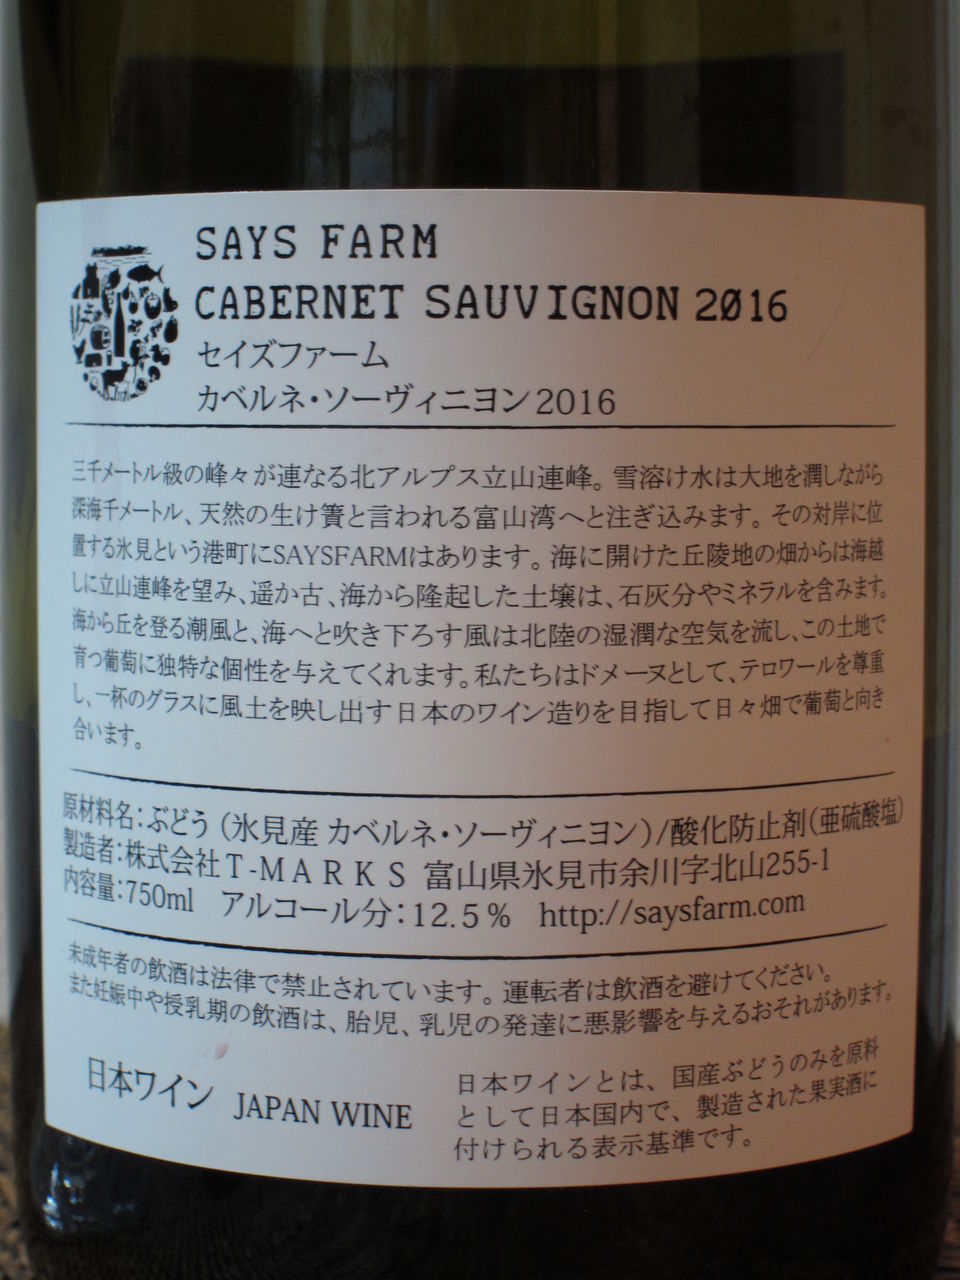 SAYS FARM
CABERNET SAUVIGNON 2016
セイズファーム
カベルネ・ソーヴィニヨン2016
三千メートル級の峰々が連なる北アルプス立山連峰。雪溶け水は大地を潤しながら
深海千メートル、天然の生け簀と言われる富山湾へと注ぎ込みます。その対岸に位
置する氷見という港町にSAYSFARMはあります。海に開けた丘陵地の畑からは海越
しに立山連峰を望み、遥か古、海から隆起した土壌は、石灰分やミネラルを含みます。
海から丘を登る潮風と、海へと吹き下ろす風は北陸の湿潤な空気を流し、この土地で
育つ葡萄に独特な個性を与えてくれます。私たちはドメーヌとして、テロワールを尊重
し、一杯のグラスに風土を映し出す日本のワイン造りを目指して日々畑で葡萄と向き
合います。
原材料名：ぶどう（氷見産 カベルネ・ソーヴィニヨン）/酸化防止剤（亜硫酸塩）
製造者：株式会社T-MARKS 富山県氷見市余川字北山255-1
内容量：750ml アルコール分：12.5% http://saysfarm.com
未成年者の飲酒は法律で禁止されています。運転者は飲酒を避けてください。
また妊娠中や授乳期の飲酒は、胎児、乳児の発達に悪影響を与えるおそれがあります。
日本ワイン JAPAN WINE
日本ワインとは、国産ぶどうのみを原料
として日本国内で、製造された果実酒に
付けられる表示基準です。